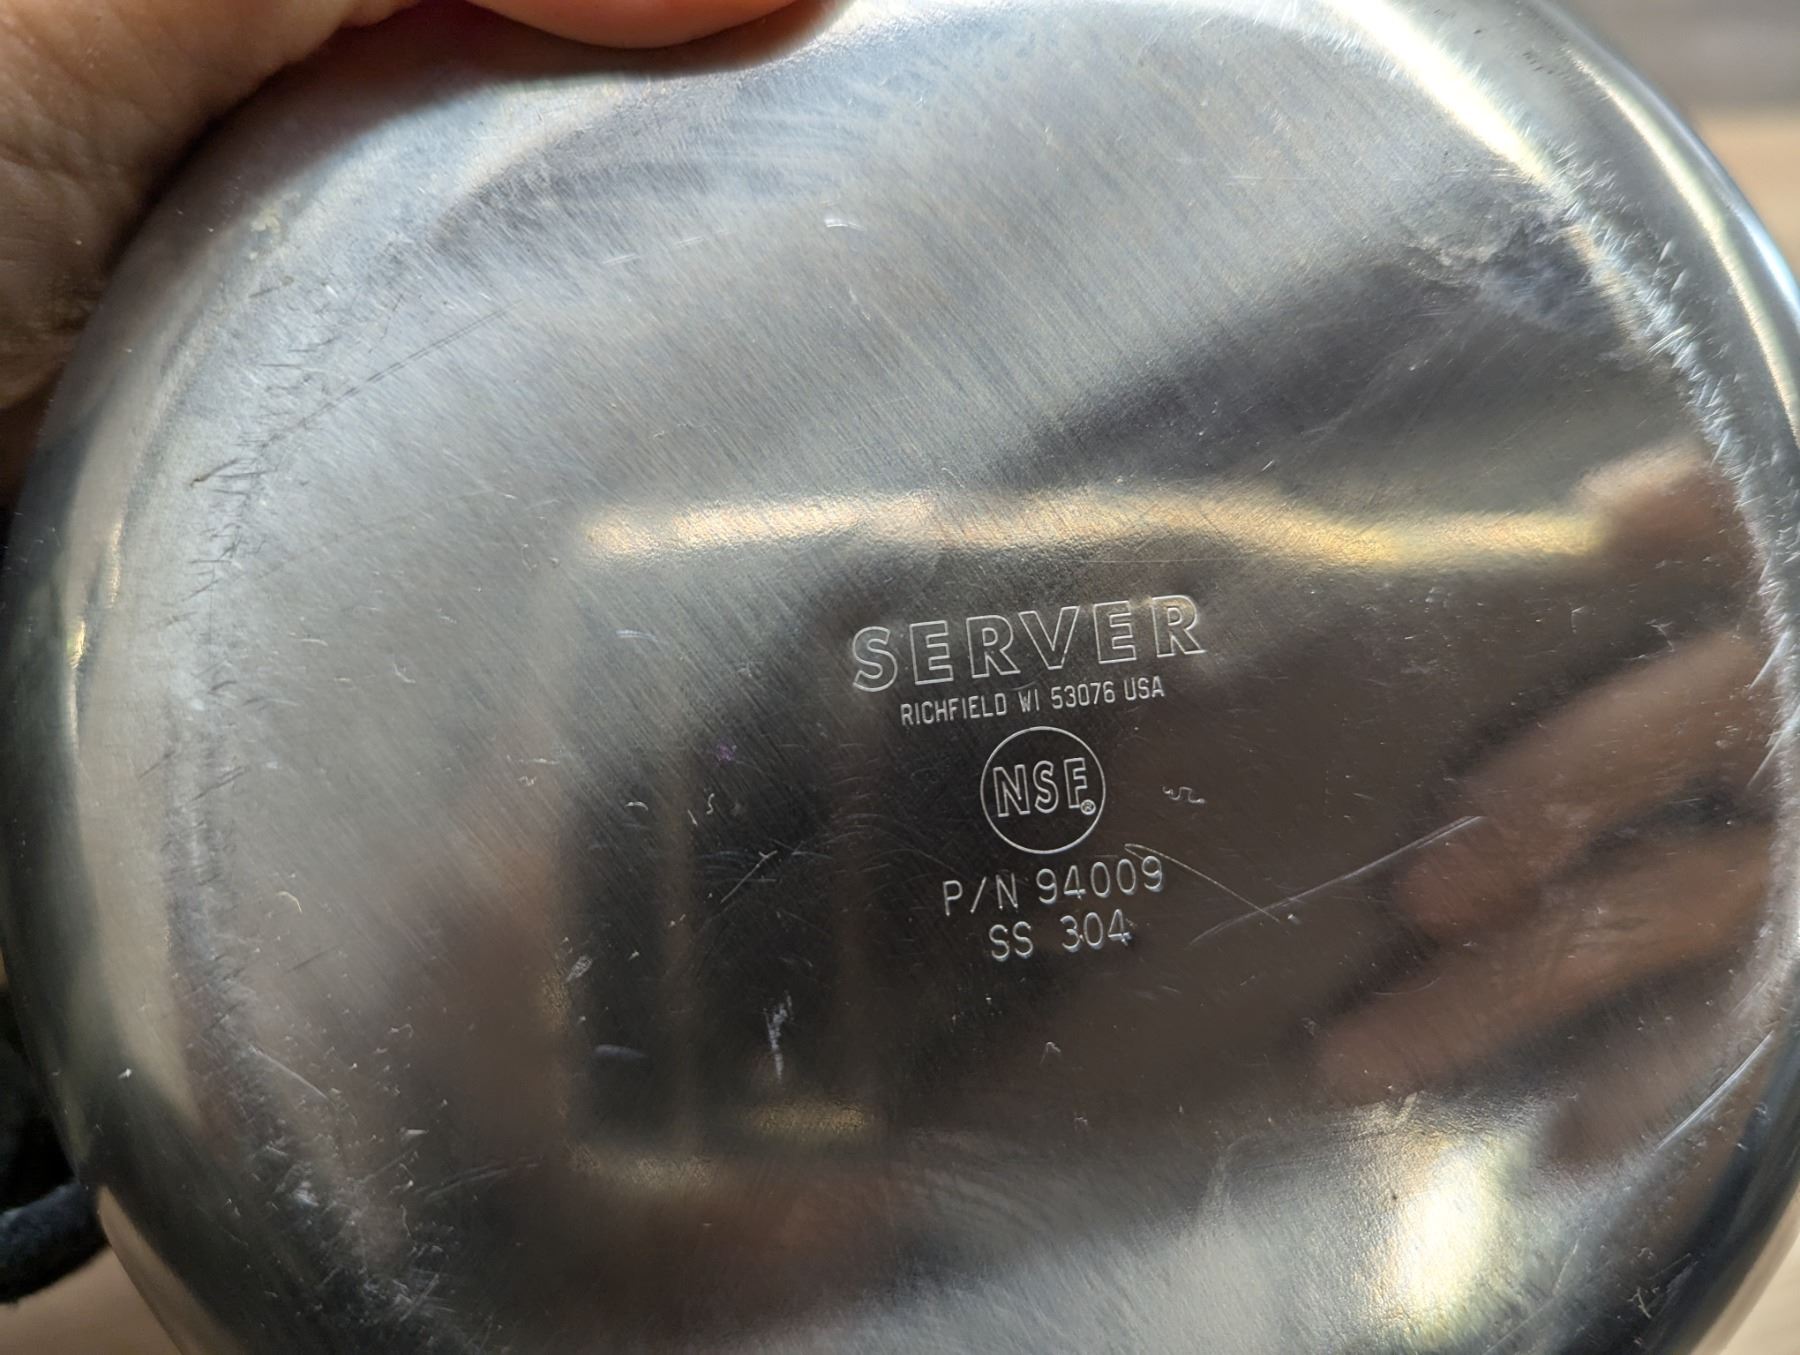 SERVER
RICHFIELD WI 53076 USA
NSF®
P/N 94009
SS 304